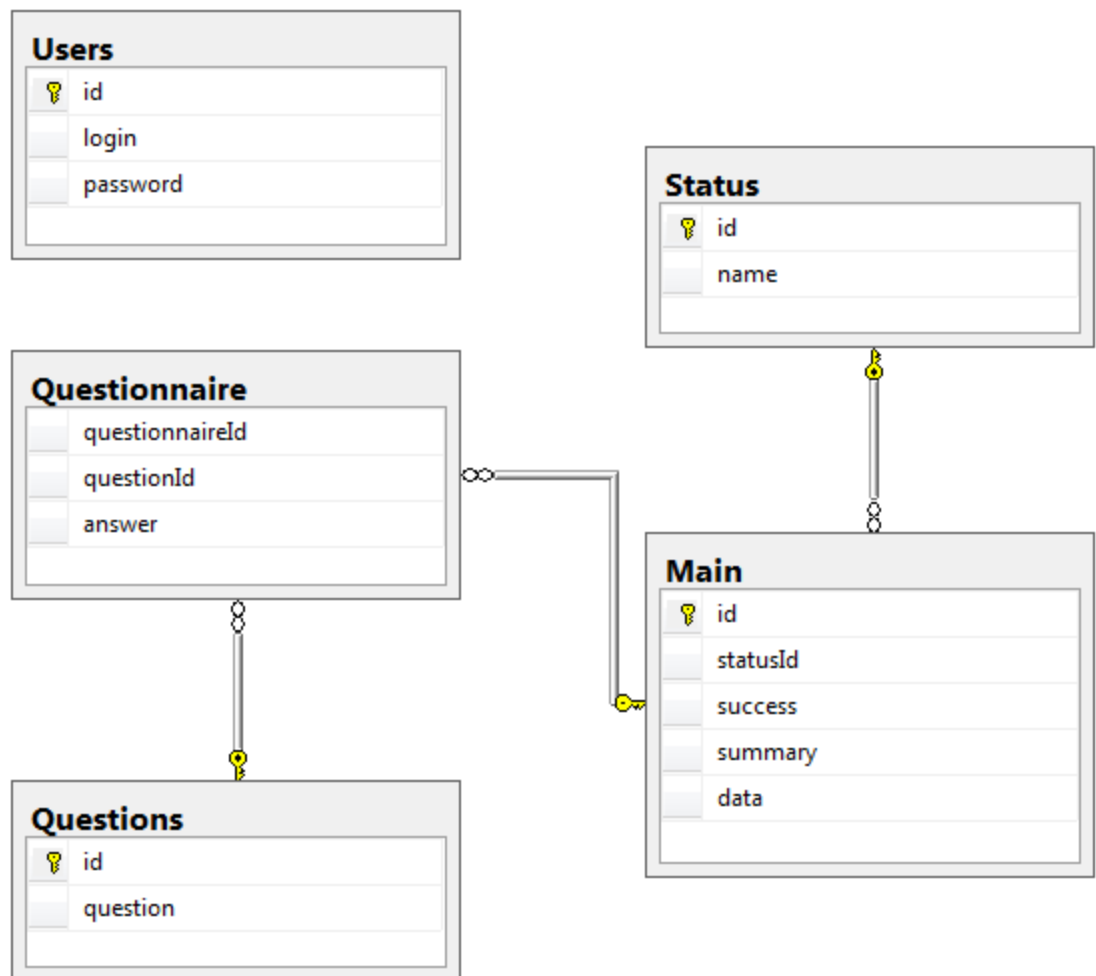 Users
id
login
password
Status
id
name
Questionnaire
questionnaireId
questionId
answer
Main
id
statusId
success
summary
data
Questions
id
question